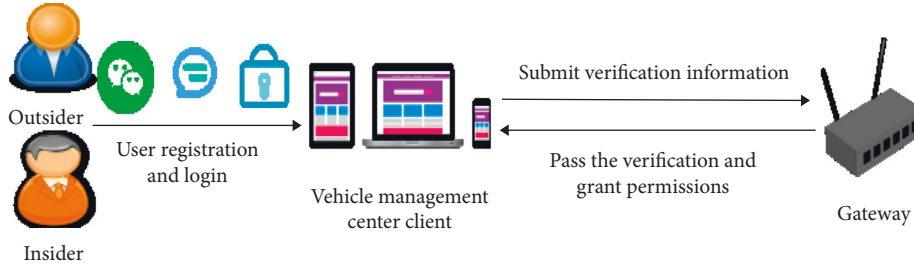 Outsider
Insider
User registration
and login
Vehicle management
center client
Submit verification information
Pass the verification and
grant permissions
Gateway